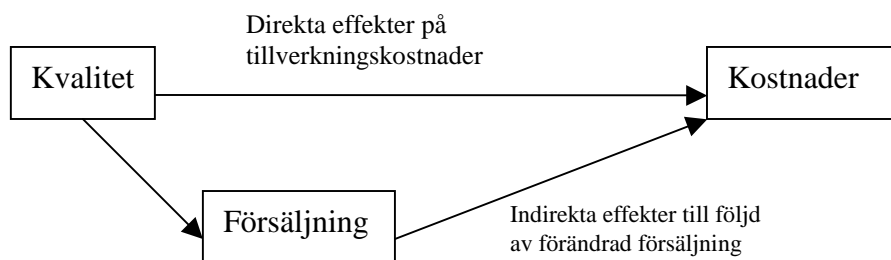 Direkta effekter på
tillverkningskostnader
Kvalitet
Kostnader
Försäljning
Indirekta effekter till följd
av förändrad försäljning